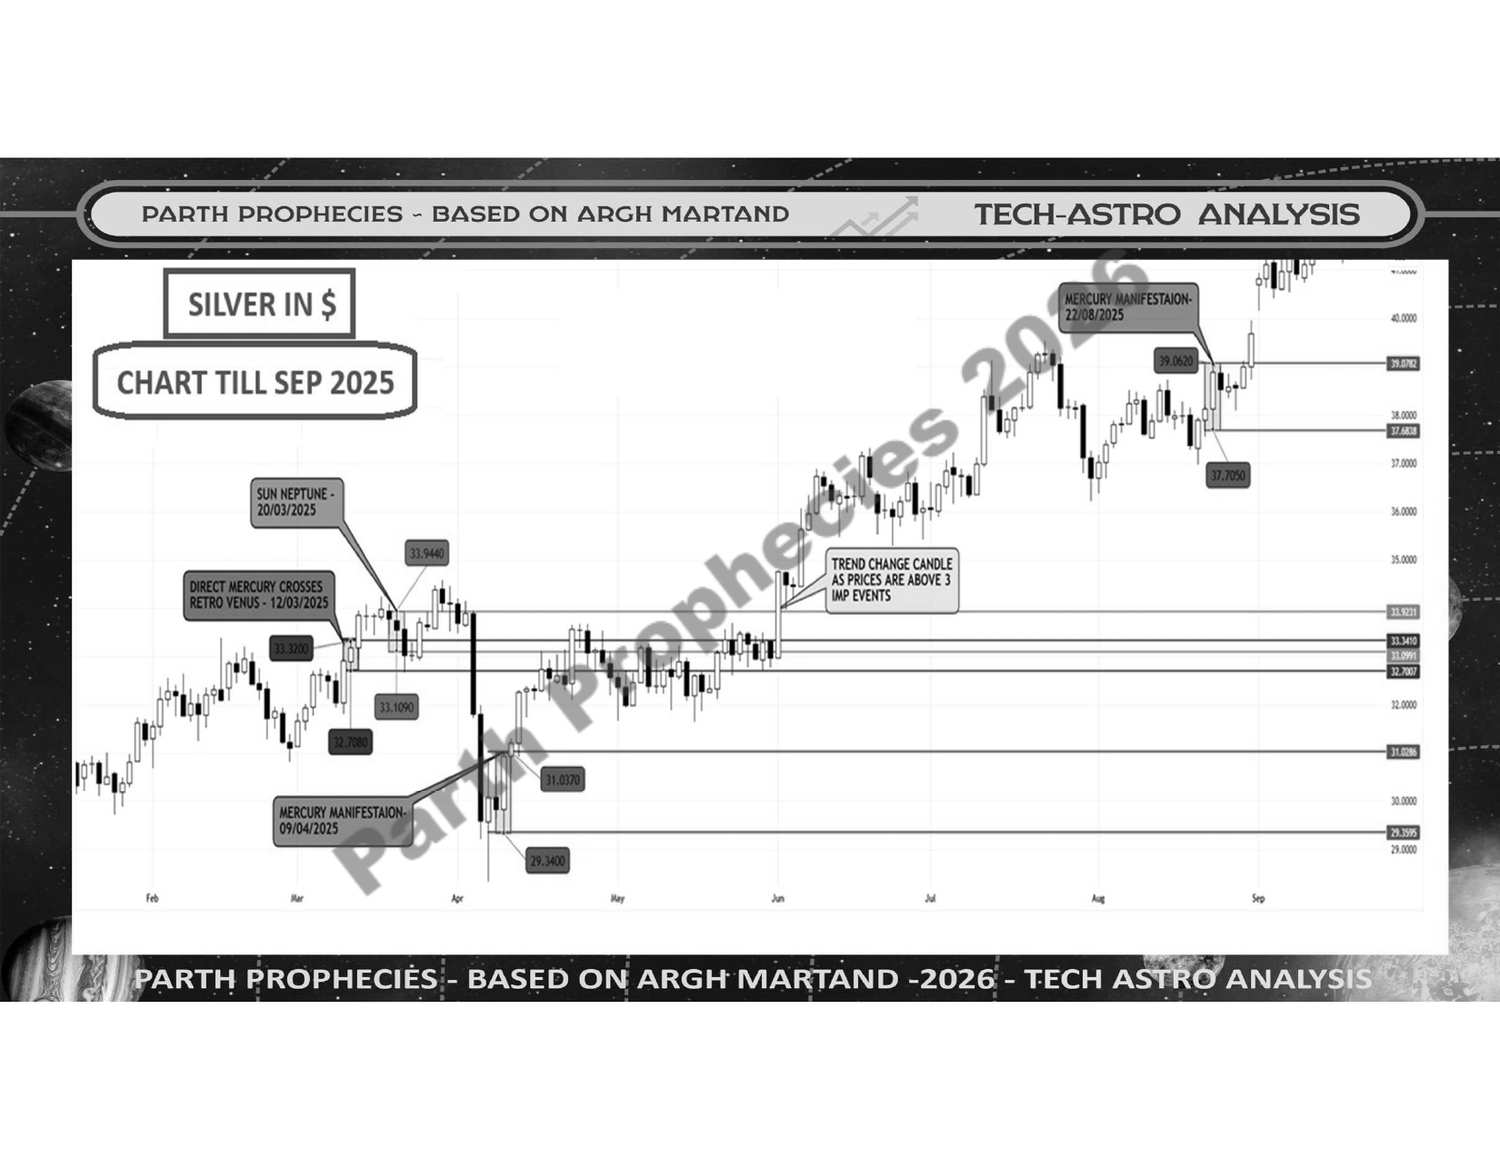 PARTH PROPHECIES ~ BASED ON ARGH MARTAND
TECH-ASTRO ANALYSIS
SILVER IN $
CHART TILL SEP 2025
MERCURY MANIFESTAION-
22/08/2025
39.0620
37.7050
SUN NEPTUNE -
20/03/2025
33.9440
DIRECT MERCURY CROSSES
RETRO VENUS - 12/03/2025
33.3200
33.1090
32.7080
TREND CHANGE CANDLE
AS PRICES ARE ABOVE 3
IMP EVENTS
MERCURY MANIFESTAION-
09/04/2025
31.0370
29.3400
40.0000
39.0782
38.0000
37.6838
37.0000
36.0000
35.0000
33.9231
33.3410
33.0991
32.7007
32.0000
31.0286
30.0000
29.3595
29.0000
Feb
Mar
Apr
May
Jun
Jul
Aug
Sep
Parth Prophecies 2026
PARTH PROPHECIES - BASED ON ARGH MARTAND -2026 - TECH ASTRO ANALYSIS